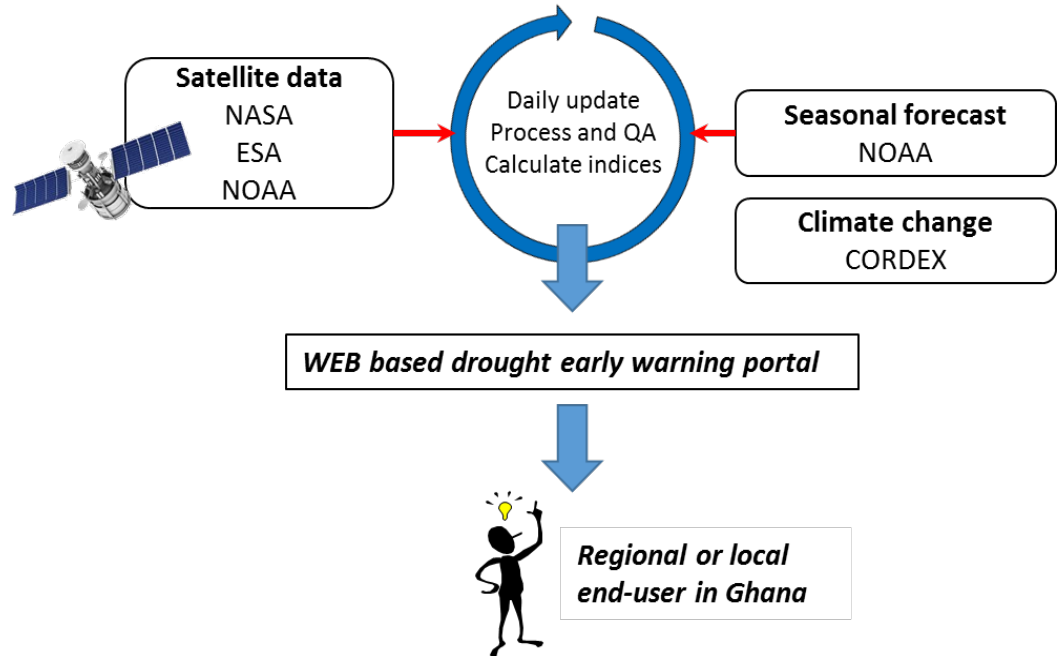 Satellite data
NASA
ESA
NOAA
Daily update
Process and QA
Calculate indices
Seasonal forecast
NOAA
Climate change
CORDEX
WEB based drought early warning portal
Regional or local
end-user in Ghana